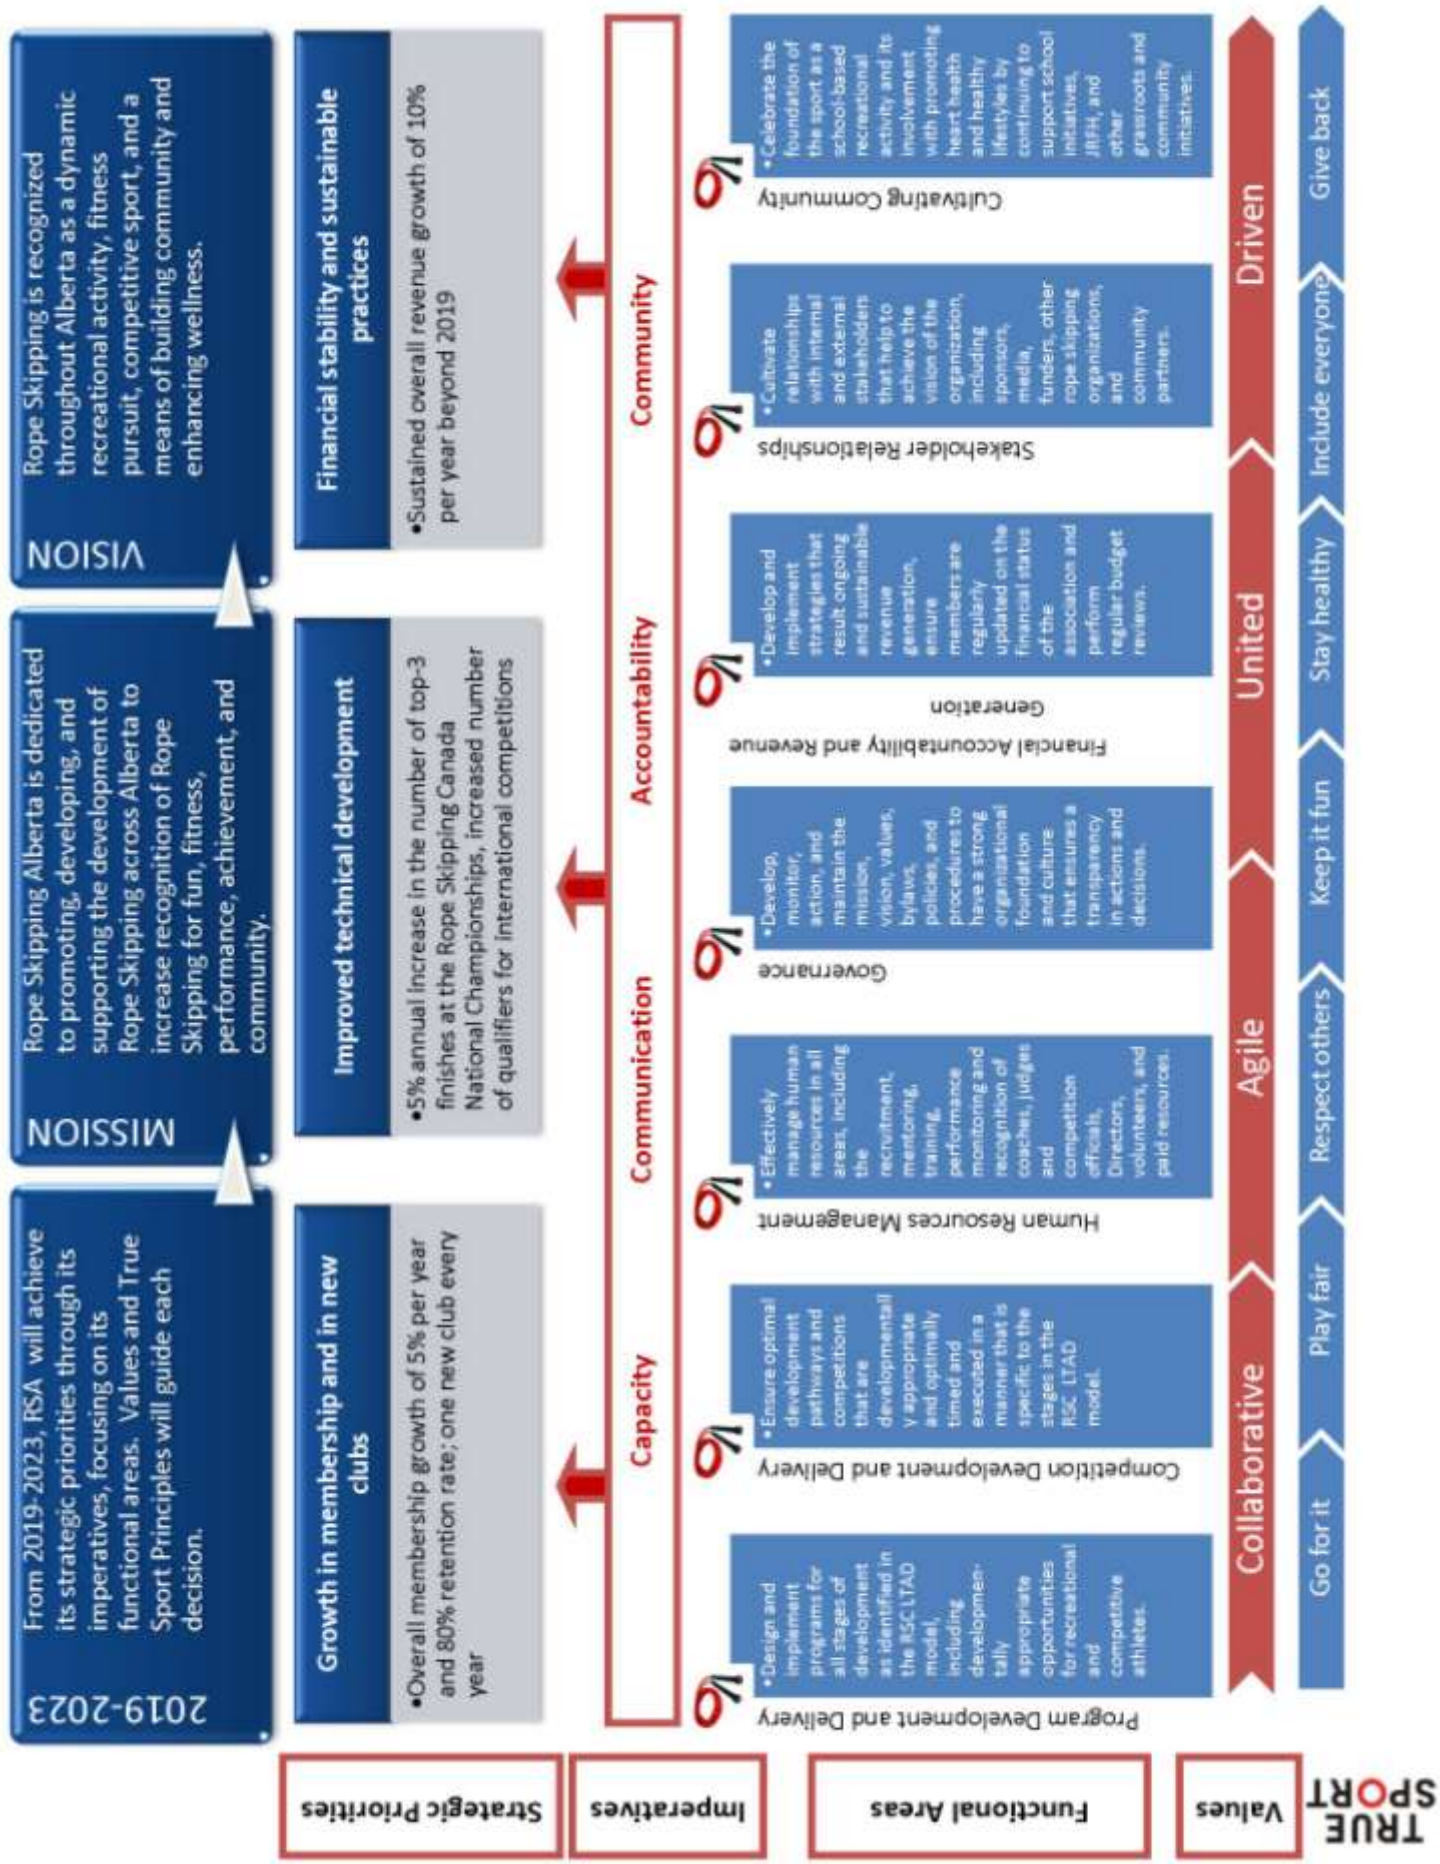 2019-2023
From 2019-2023, RSA will achieve
its strategic priorities through its
imperatives, focusing on its
functional areas. Values and True
Sport Principles will guide each
decision.
MISSION
Rope Skipping Alberta is dedicated
to promoting, developing, and
supporting the development of
Rope Skipping across Alberta to
increase recognition of Rope
Skipping for fun, fitness,
performance, achievement, and
community.
VISION
Rope Skipping is recognized
throughout Alberta as a dynamic
recreational activity, fitness
pursuit, competitive sport, and a
means of building community and
enhancing wellness.
Strategic Priorities
Growth in membership and in new
clubs
•Overall membership growth of 5% per year
and 80% retention rate; one new club every
year
Improved technical development
•5% annual increase in the number of top-3
finishes at the Rope Skipping Canada
National Championships, increased number
of qualifiers for international competitions
Financial stability and sustainable
practices
•Sustained overall revenue growth of 10%
per year beyond 2019
Imperatives
Capacity
Communication
Accountability
Community
Functional Areas
Program Development and Delivery
•Design and
implement
programs for
all stages of
development
as identified in
the RSC LTAD
model,
including
developmen-
tally
appropriate
opportunities
for recreational
and
competitive
athletes.
Competition Development and Delivery
•Ensure optimal
development
pathways and
competitions
that are
developmentall
y appropriate
and optimally
timed and
executed in a
manner that is
specific to the
stages in the
RSC LTAD
model.
Human Resources Management
•Effectively
manage human
resources in all
areas, including
the
recruitment,
mentoring,
training,
performance
monitoring and
recognition of
coaches, judges
and
competition
officials,
Directors,
volunteers, and
paid resources.
Governance
•Develop,
monitor,
action, and
maintain the
mission,
vision, values,
bylaws,
policies, and
procedures to
have a strong
organizational
foundation
and culture
that ensures a
transparency
in actions and
decisions.
Financial Accountability and Revenue
Generation
•Develop and
implement
strategies that
result ongoing
and sustainable
revenue
generation,
ensure
members are
regularly
updated on the
financial status
of the
association and
perform
regular budget
reviews.
Stakeholder Relationships
•Cultivate
relationships
with internal
and external
stakeholders
that help to
achieve the
vision of the
organization,
including
sponsors,
media,
funders, other
rope skipping
organizations,
and
community
partners.
Cultivating Community
•Celebrate the
foundation of
the sport as a
school-based
recreational
activity and its
involvement
with promoting
heart health
and healthy
lifestyles by
continuing to
support school
initiatives,
JRFH, and
other
grassroots and
community
initiatives.
Values
Collaborative
Agile
United
Driven
TRUE
SPORT
Go for it
Play fair
Respect others
Keep it fun
Stay healthy
Include everyone
Give back